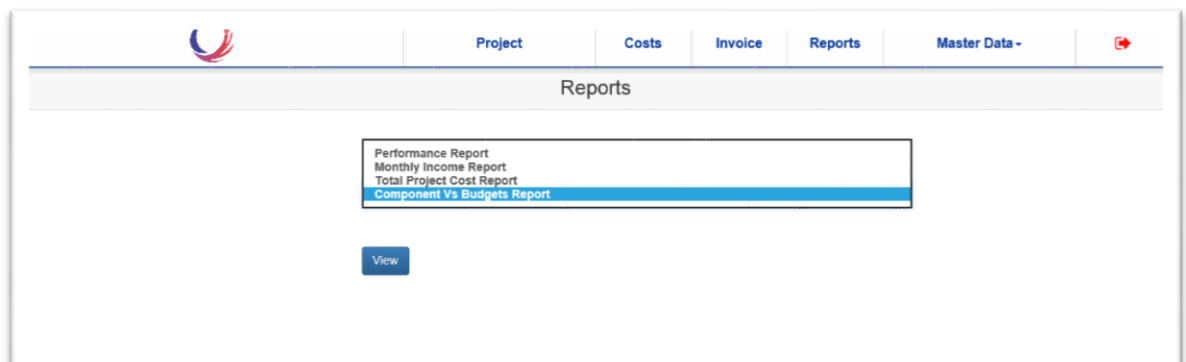 Project Costs Invoice Reports Master Data
Reports
Performance Report
Monthly Income Report
Total Project Cost Report
Component Vs Budgets Report
View